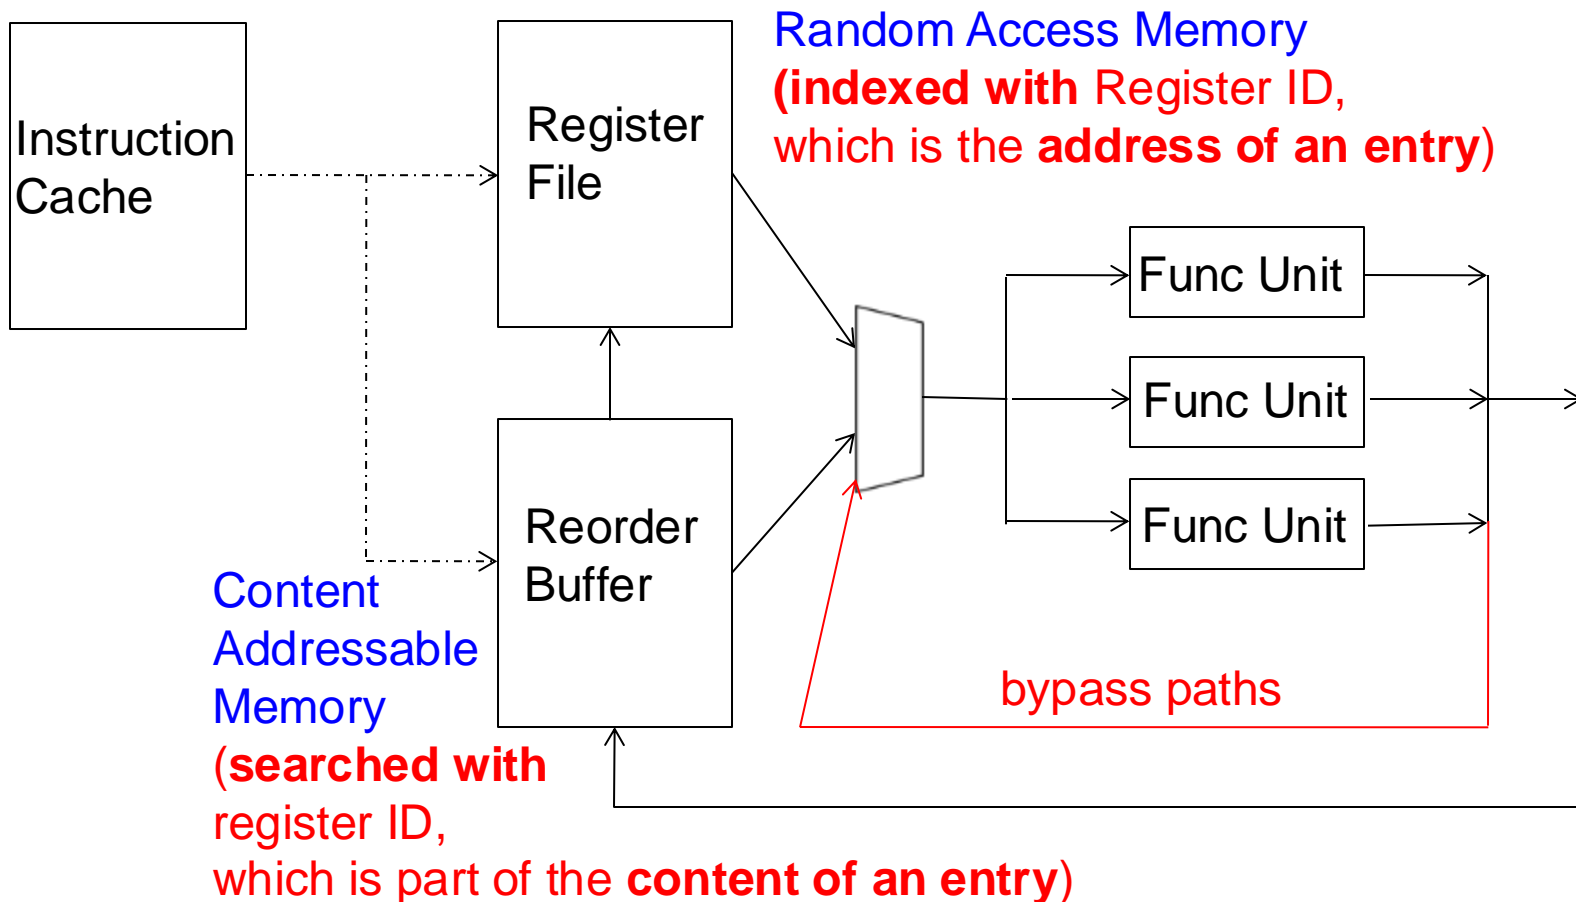 Instruction
Cache
Register
File
Random Access Memory
(indexed with Register ID,
which is the address of an entry)
Func Unit
Func Unit
Func Unit
Reorder
Buffer
Content
Addressable
Memory
(searched with
register ID,
which is part of the content of an entry)
bypass paths